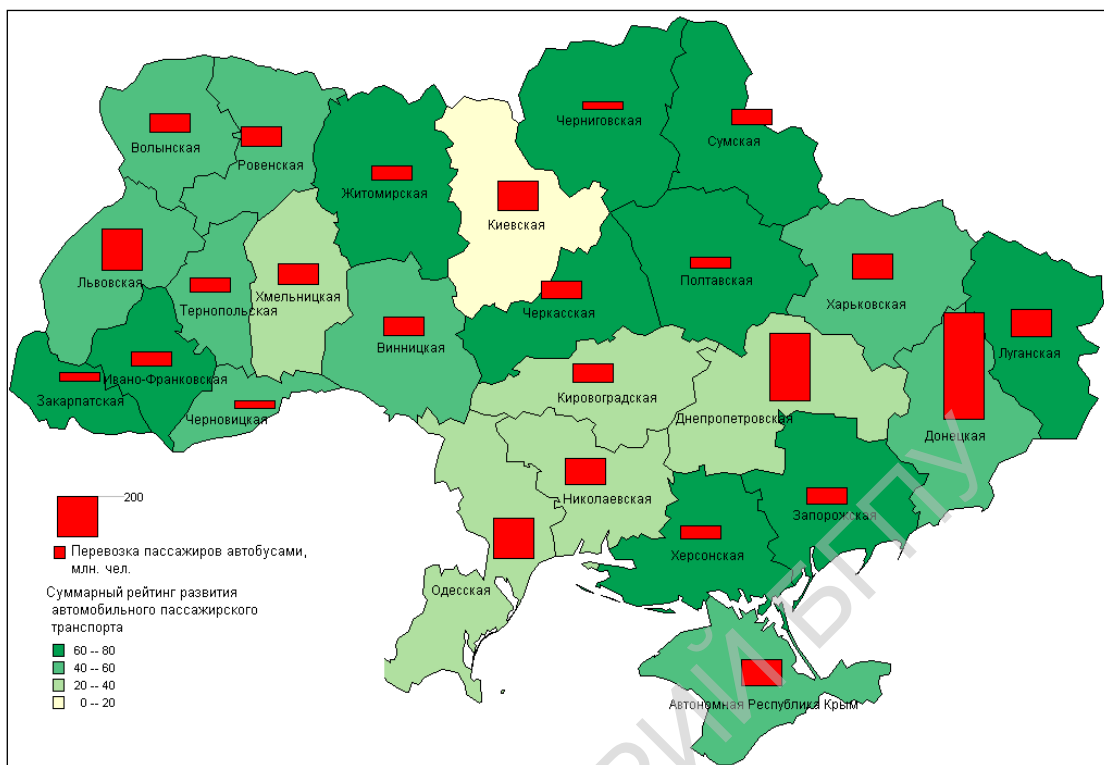 Черниговская
Сумская
Волынская
Ровенская
Житомирская
Киевская
Львовская
Тернопольская
Хмельницкая
Полтавская
Харьковская
Черкасская
Винницкая
Луганская
Ивано-Франковская
Закарпатская
Черновицкая
Кировоградская
Днепропетровская
Донецкая
Николаевская
Запорожская
Херсонская
Одесская
Автономная Республика Крым
200
Перевозка пассажиров автобусами,
млн. чел.
Суммарный рейтинг развития
автомобильного пассажирского
транспорта
60 -- 80
40 -- 60
20 -- 40
0 -- 20
РИЙ БГПУ